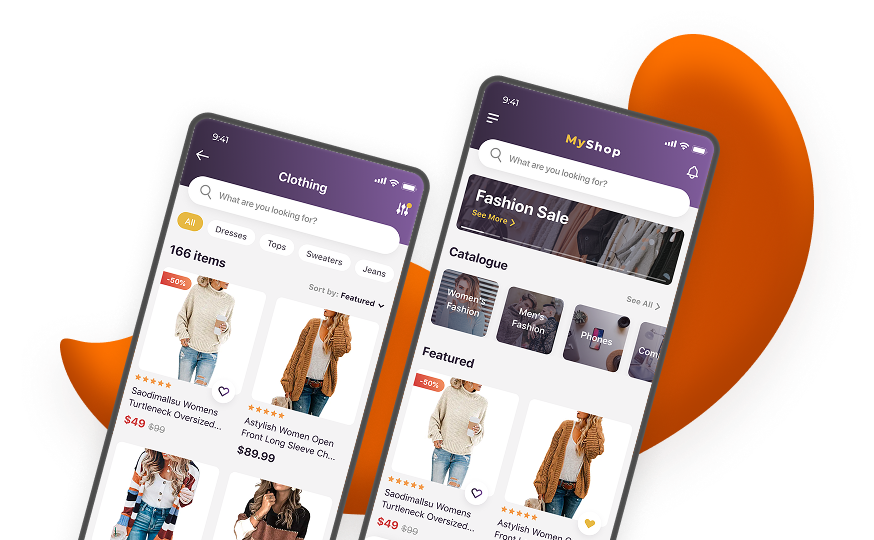 9:41
Clothing
What are you looking for?
All
Dresses
Tops
Sweaters
Jeans
166 items
Sort by: Featured
-50%
Saodimallsu Womens
Turtleneck Oversized...
$49 $99
Astylish Women Open
Front Long Sleeve Ch...
$89.99
9:41
MyShop
What are you looking for?
Fashion Sale
See More
Catalogue
See All
Women's
Fashion
Men's
Fashion
Phones
Com
Featured
-50%
Saodimallsu Womens
Turtleneck Oversized...
$49 $99
Astylish Women Open
Front Long Sleeve